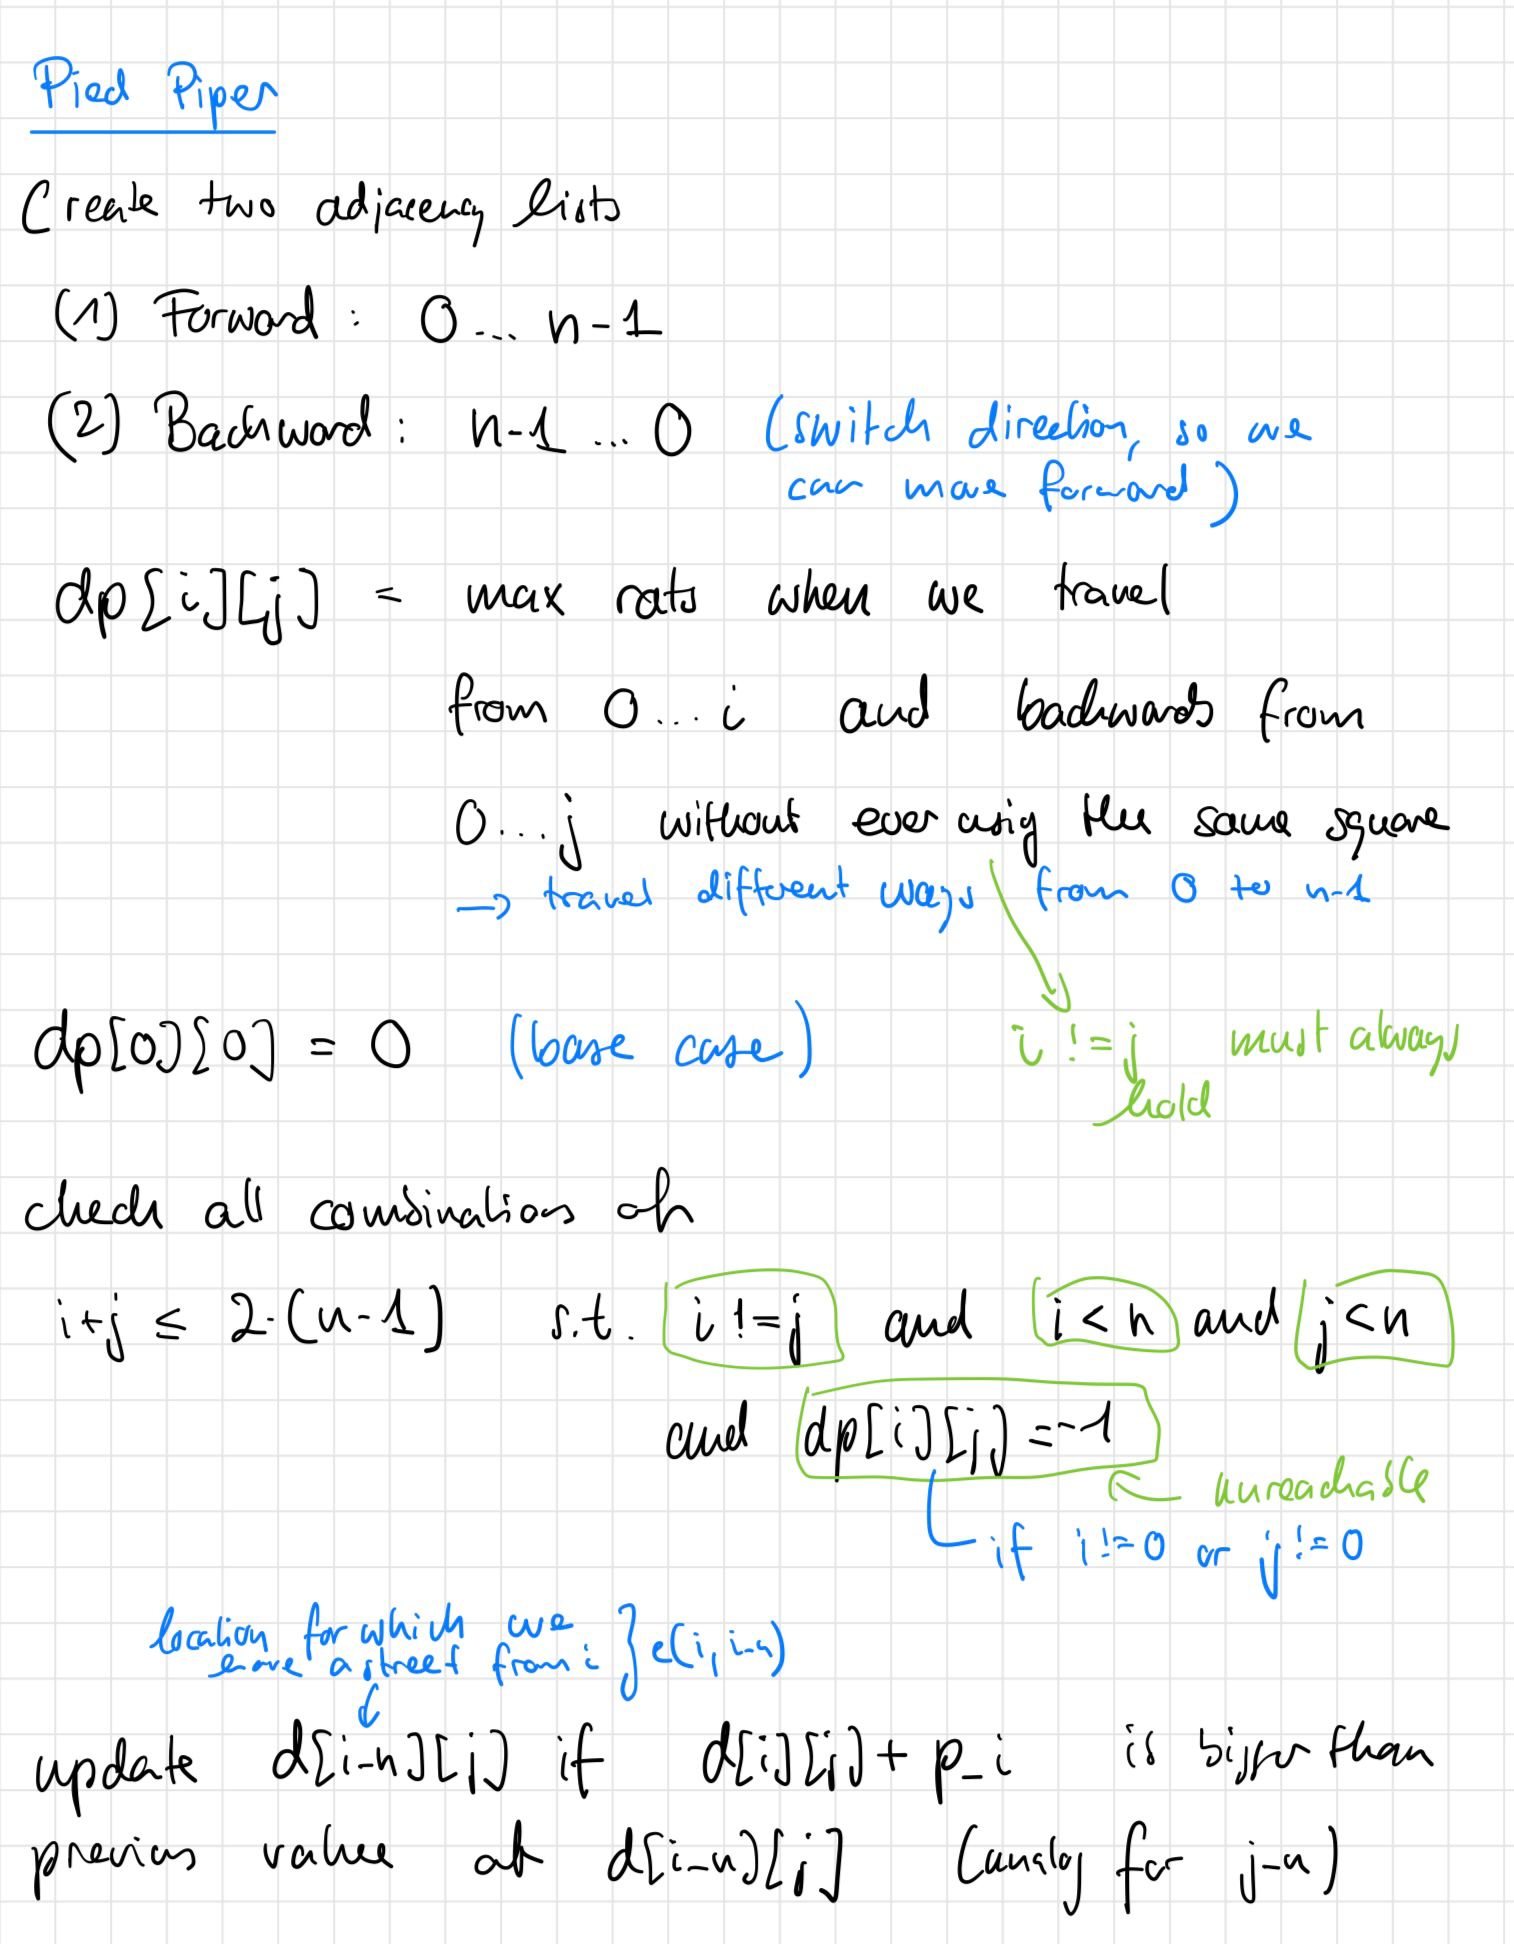 Pied Piper
Create two adjacency lists
(1) Forward : 0 ... n-1
(2) Backward : n-1 ... 0 (switch direction, so we
can move forward)
dp[i][j] = max rats when we travel
from 0 ... i and backwards from
0 ... j without ever using the same square
→ travel different ways from 0 to n-1
dp[0][0] = 0 (base case)
i != j must always
hold
check all combinations of
i+j ≤ 2·(n-1) s.t. i != j and i < n and j < n
and dp[i][j] = -1
unreachable
if i != 0 or j != 0
location for which we
have a street from i } e(i, i_n)
update d[i_n][j] if d[i][j] + p_i is bigger than
previous value at d[i_n][j] (analog for j_n)